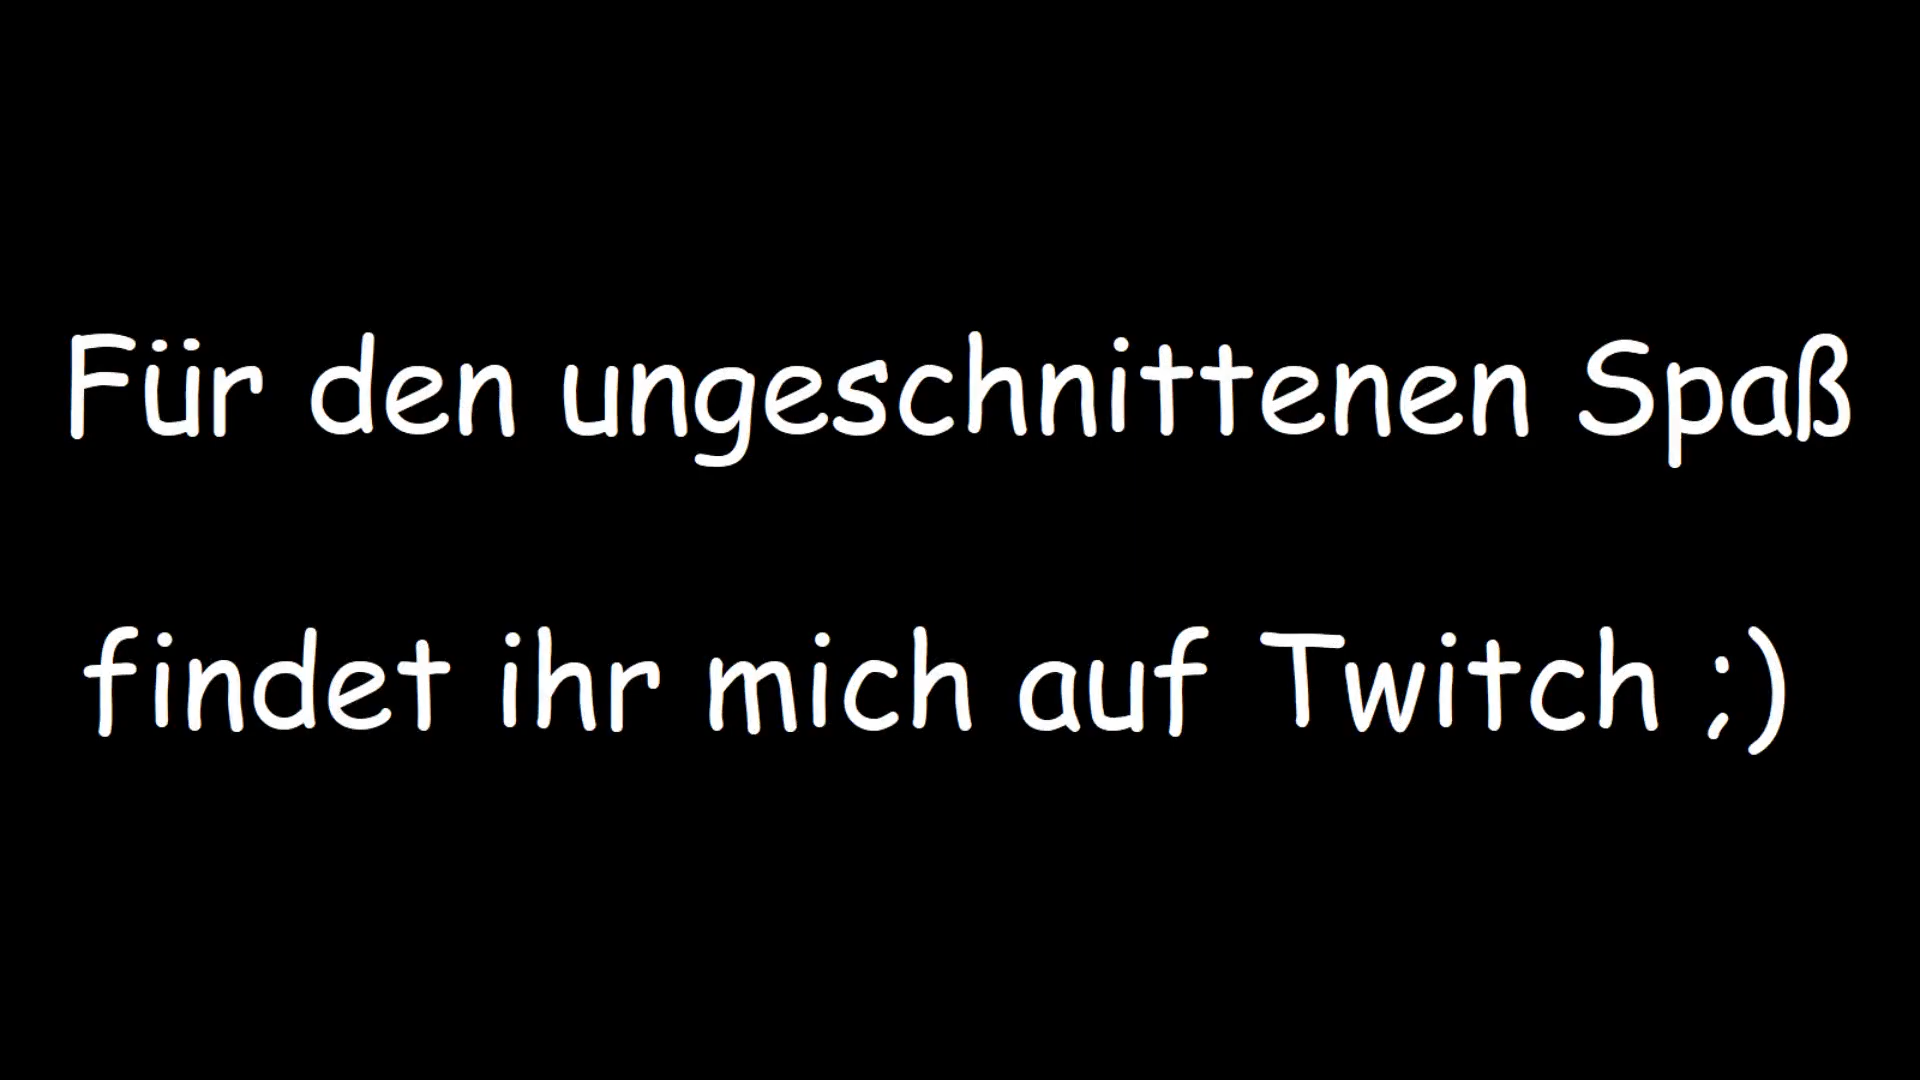 Für den ungeschnittenen Spaß
findet ihr mich auf Twitch ;)